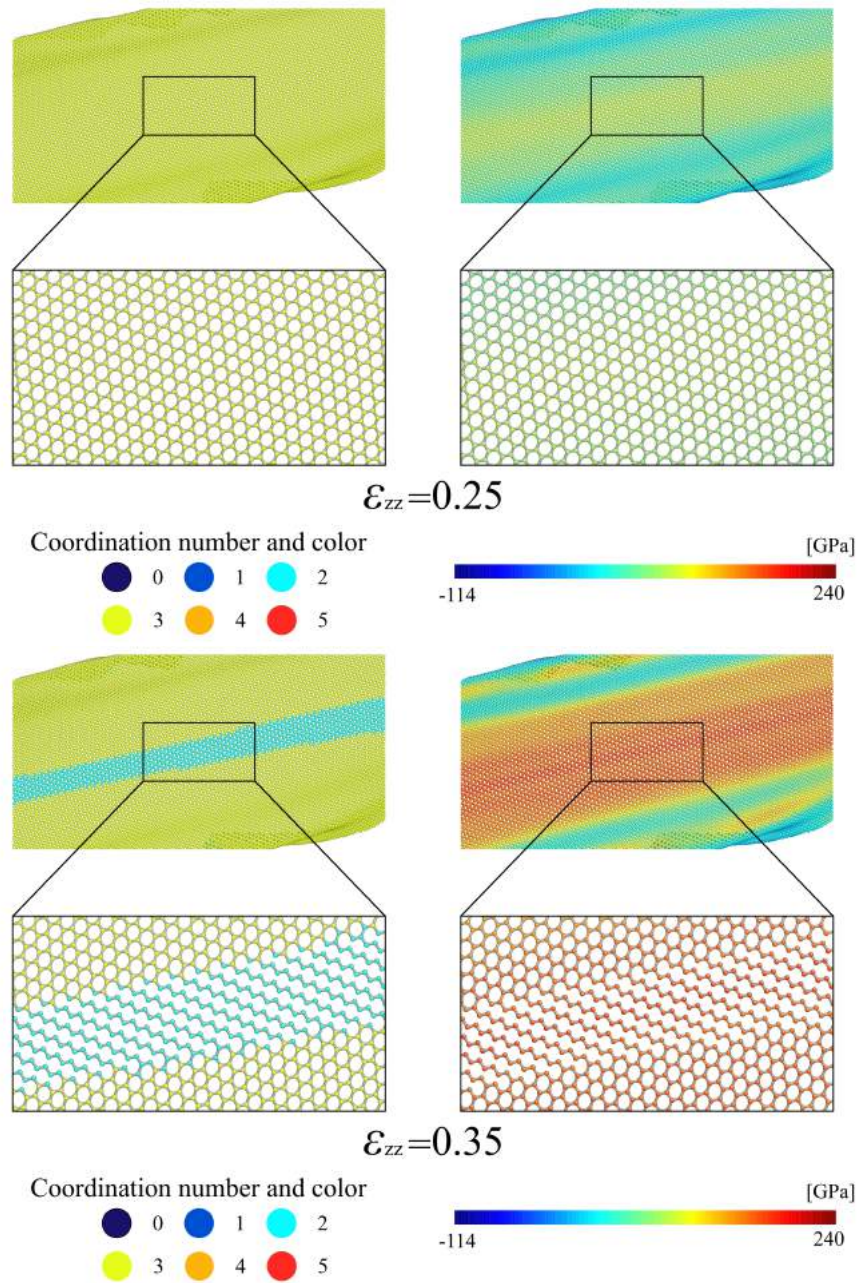 εzz=0.25
Coordination number and color
0 1 2
3 4 5
[GPa]
-114 240
εzz=0.35
Coordination number and color
0 1 2
3 4 5
[GPa]
-114 240